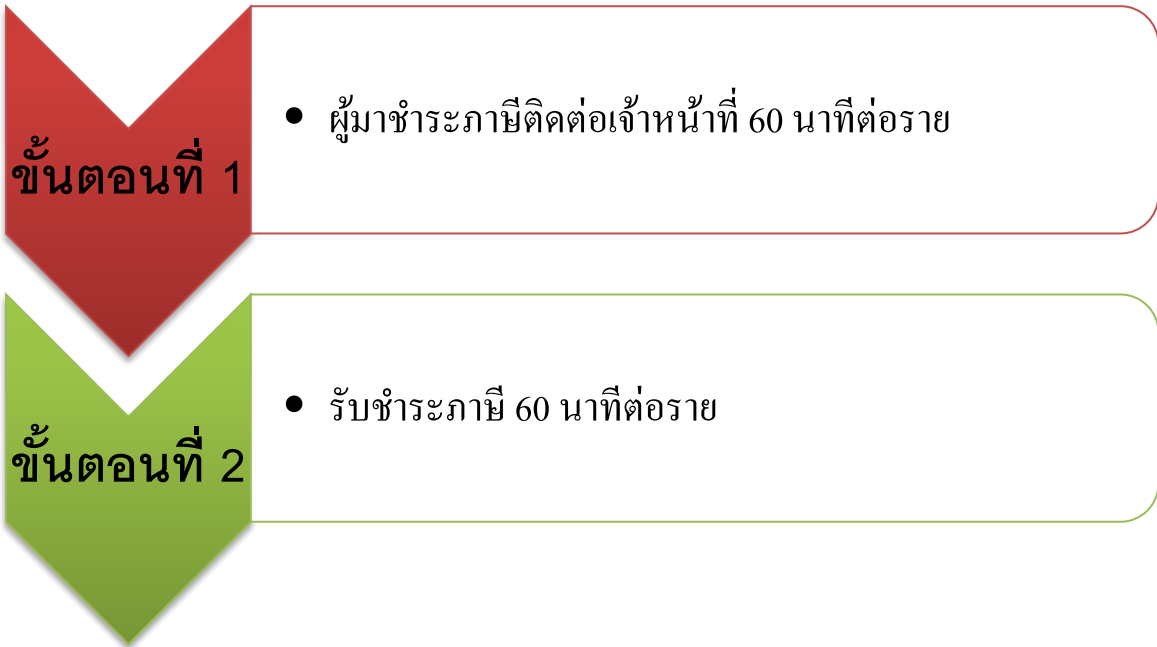 ขั้นตอนที่ 1
• ผู้มาชำระภาษีติดต่อเจ้าหน้าที่ 60 นาทีต่อราย
ขั้นตอนที่ 2
• รับชำระภาษี 60 นาทีต่อราย